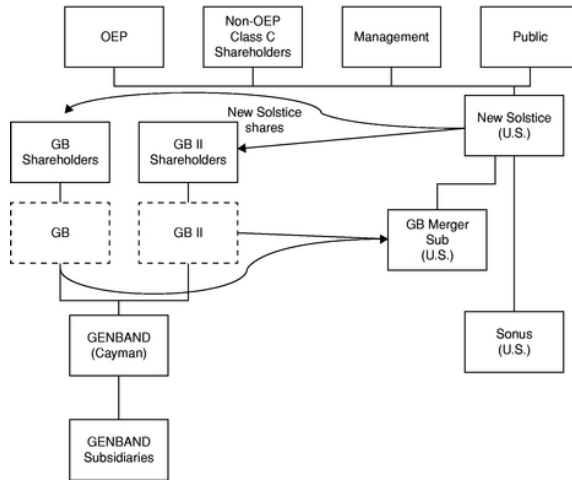 OEP
Non-OEP
Class C
Shareholders
Management
Public
New Solstice
shares
New Solstice
(U.S.)
GB
Shareholders
GB II
Shareholders
GB
GB II
GB Merger
Sub
(U.S.)
GENBAND
(Cayman)
Sonus
(U.S.)
GENBAND
Subsidiaries